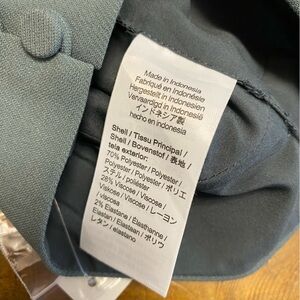 Made in Indonesia
Fabriqué en Indonésie
Hergestellt in Indonesien
Vervaardigd in Indonesië
インドネシア製
hecho en indonesia
Shell / Tissu Principal /
Shell / Bovenstof / 表地 /
tela exterior:
70% Polyester / Polyester /
Polyester / Polyester / ポリエ
ステル / poliéster
28% Viscose / Viscose /
Viskose / Viscose / レーヨン
/ viscosa
2% Elastane / Élasthanne /
Elastan / Elastaan / ポリウ
レタン / elastano